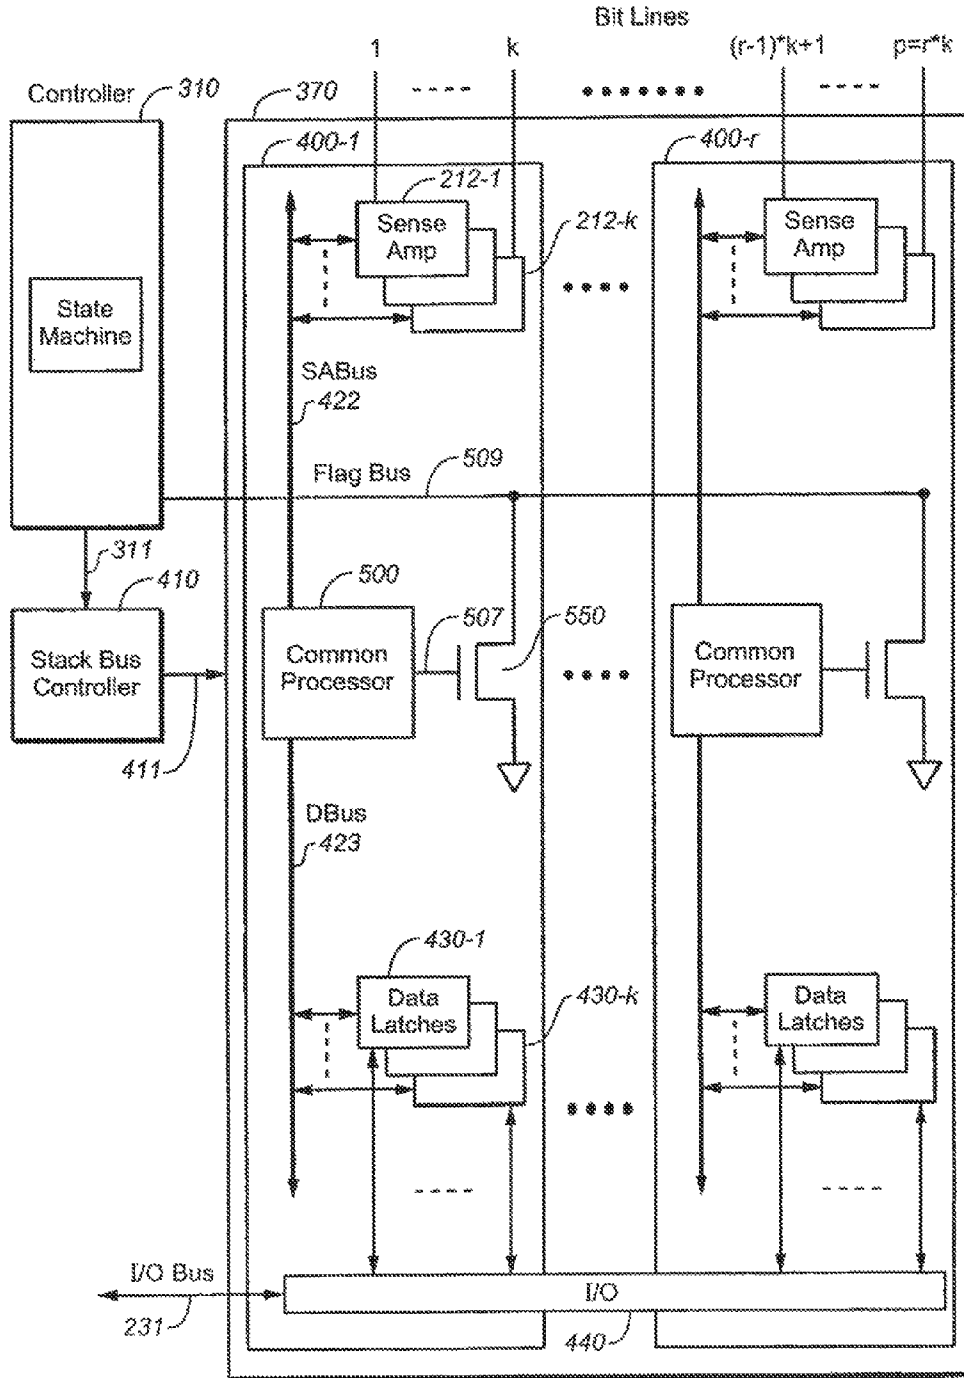 Bit Lines
1
k
(r-1)*k+1
p=r*k
Controller
310
370
400-1
400-r
212-1
212-k
Sense
Amp
Sense
Amp
State
Machine
SABus
422
Flag Bus
509
311
410
500
507
550
Stack Bus
Controller
Common
Processor
Common
Processor
411
DBus
423
430-1
430-k
Data
Latches
Data
Latches
I/O Bus
231
I/O
440